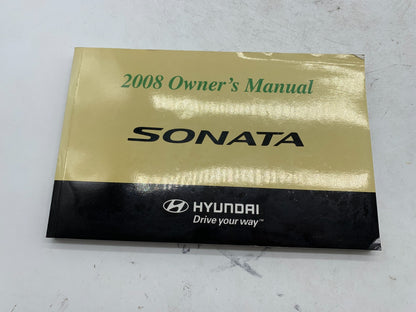 2008 Owner's Manual
SONATA
HYUNDAI
Drive your way™